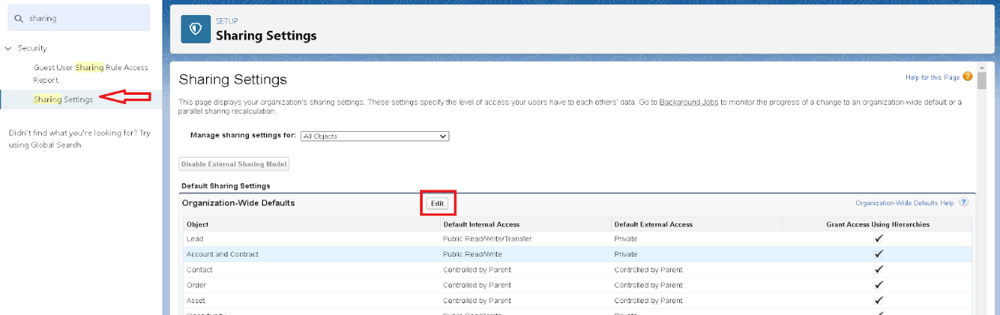 sharing
Security
Guest User Sharing Rule Access
Report
Sharing Settings
Didn't find what you're looking for? Try
using Global Search.
SETUP
Sharing Settings
Sharing Settings
Help for this Page ?
This page displays your organization's sharing settings. These settings specify the level of access your users have to each others' data. Go to Background Jobs to monitor the progress of a change to an organization-wide default or a
parallel sharing recalculation.
Manage sharing settings for: All Objects
Disable External Sharing Model
Default Sharing Settings
Organization-Wide Defaults Edit Organization-Wide Defaults Help ?
Object Default Internal Access Default External Access Grant Access Using Hierarchies
Lead Public Read/Write/Transfer Private ✓
Account and Contract Public Read/Write Private ✓
Contact Controlled by Parent Controlled by Parent ✓
Order Controlled by Parent Controlled by Parent ✓
Asset Controlled by Parent Controlled by Parent ✓
Opportunity Public Read/Write Private